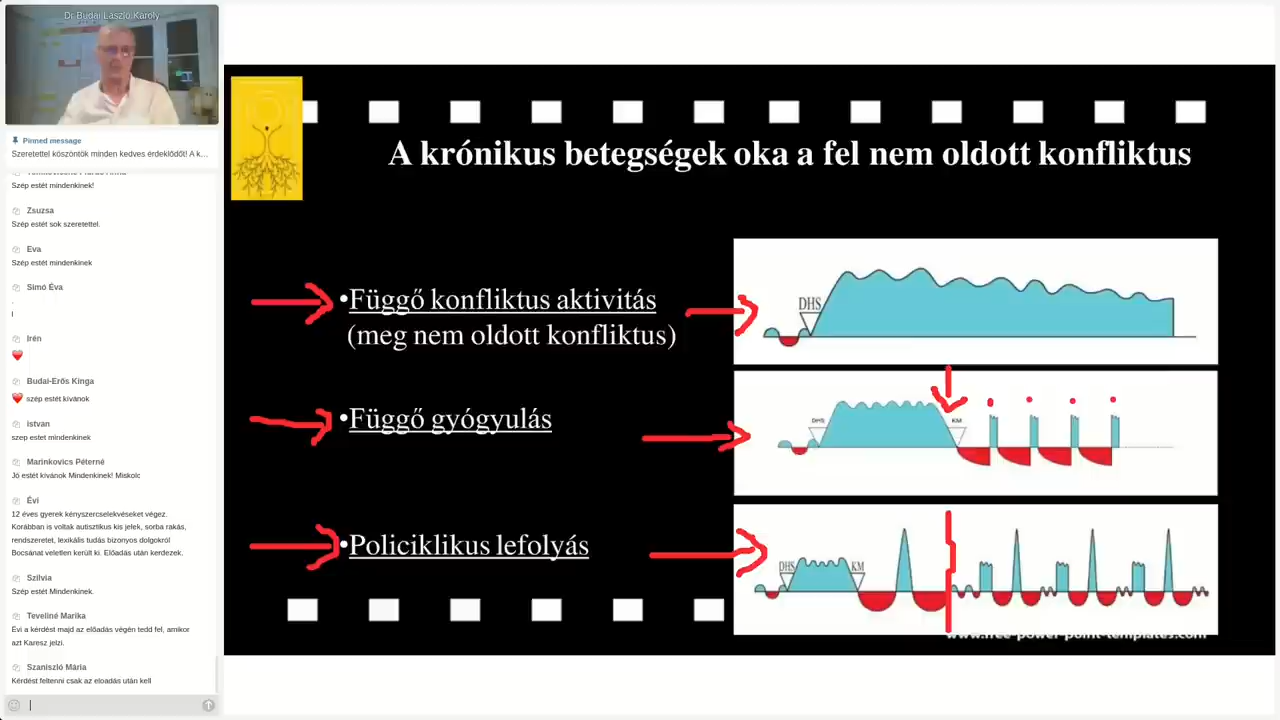 Dr Budai László Károly
Pinned message
Szeretettel köszöntök minden kedves érdeklődőt! A k…
Szép estét mindenkinek!
Zsuzsa
Szép estét sok szeretettel.
Eva
Szép estét mindenkinek
Simó Éva
Irén
Budai-Erős Kinga
szép estét kívánok
istvan
szep estet mindenkinek
Marinkovics Péterné
Jó estét kívánok Mindenkinek! Miskolc
Évi
12 éves gyerek kényszercselekvéseket végez.
Korábban is voltak autisztikus kis jelek, sorba rakás,
rendszeretet, lexikális tudás bizonyos dolgokról
Bocsánat veletlen került ki. Előadás után kerdezek.
Szilvia
Szép estét Mindenkinek.
Teveliné Marika
Evi a kérdést majd az előadás végén tedd fel, amikor
azt Karesz jelzi.
Szaniszló Mária
Kérdést feltenni csak az eloadás után kell
A krónikus betegségek oka a fel nem oldott konfliktus
•Függő konfliktus aktivitás
(meg nem oldott konfliktus)
DHS
•Függő gyógyulás
DHS KM
•Policiklikus lefolyás
DHS KM
www.free-power-point-templates.com